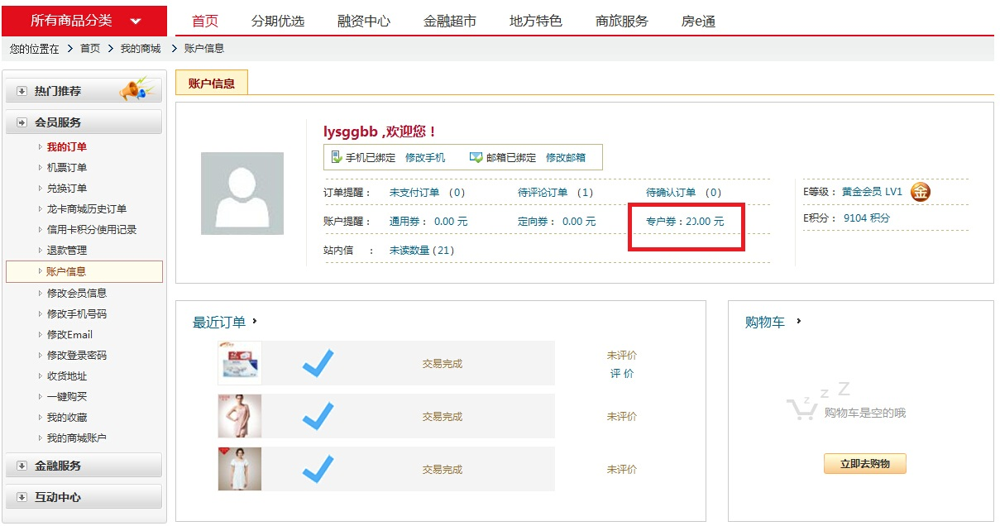 所有商品分类 首页 分期优选 融资中心 金融超市 地方特色 商旅服务 房e通
您的位置在 > 首页 > 我的商城 > 账户信息
热门推荐
会员服务
我的订单
机票订单
兑换订单
龙卡商城历史订单
信用卡积分使用记录
退款管理
账户信息
修改会员信息
修改手机号码
修改Email
修改登录密码
收货地址
一键购买
我的收藏
我的商城账户
金融服务
互动中心
账户信息
lysggbb ,欢迎您！
手机已绑定 修改手机 邮箱已绑定 修改邮箱
订单提醒： 未支付订单 (0) 待评论订单 (1) 待确认订单 (0)
账户提醒： 通用券： 0.00 元 定向券： 0.00 元 专户券：20.00 元
站内信 ： 未读数量 (21)
E等级： 黄金会员 LV1 金
E积分： 9104 积分
最近订单
交易完成 未评价
评 价
交易完成 未评价
交易完成 未评价
购物车
z z Z
购物车是空的哦
立即去购物